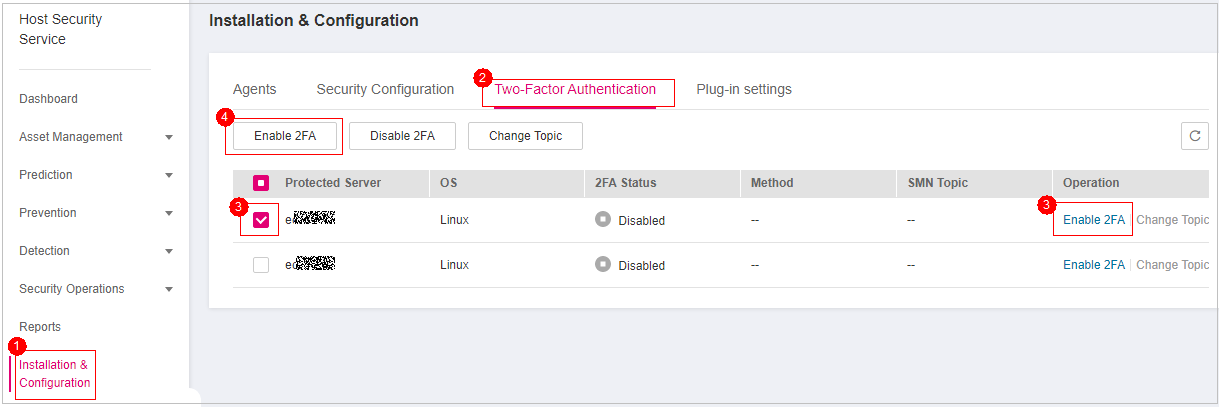 Host Security
Service
Installation & Configuration
Dashboard
Asset Management
Prediction
Prevention
Detection
Security Operations
Reports
1
Installation &
Configuration
Agents Security Configuration 2 Two-Factor Authentication Plug-in settings
4
Enable 2FA Disable 2FA Change Topic
Protected Server OS 2FA Status Method SMN Topic Operation
3 Linux Disabled -- -- 3 Enable 2FA Change Topic
Linux Disabled -- -- Enable 2FA Change Topic